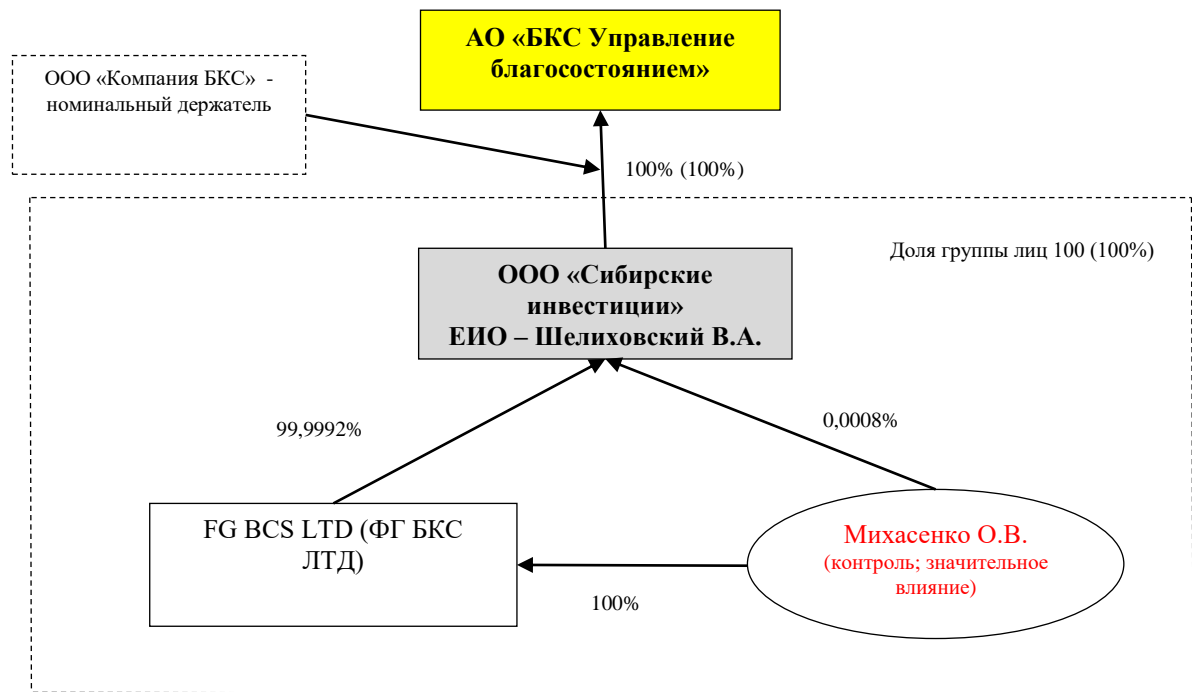 АО «БКС Управление
благосостоянием»
ООО «Компания БКС» -
номинальный держатель
100% (100%)
Доля группы лиц 100 (100%)
ООО «Сибирские
инвестиции»
ЕИО – Шелиховский В.А.
99,9992%
0,0008%
FG BCS LTD (ФГ БКС
ЛТД)
Михасенко О.В.
(контроль; значительное
влияние)
100%